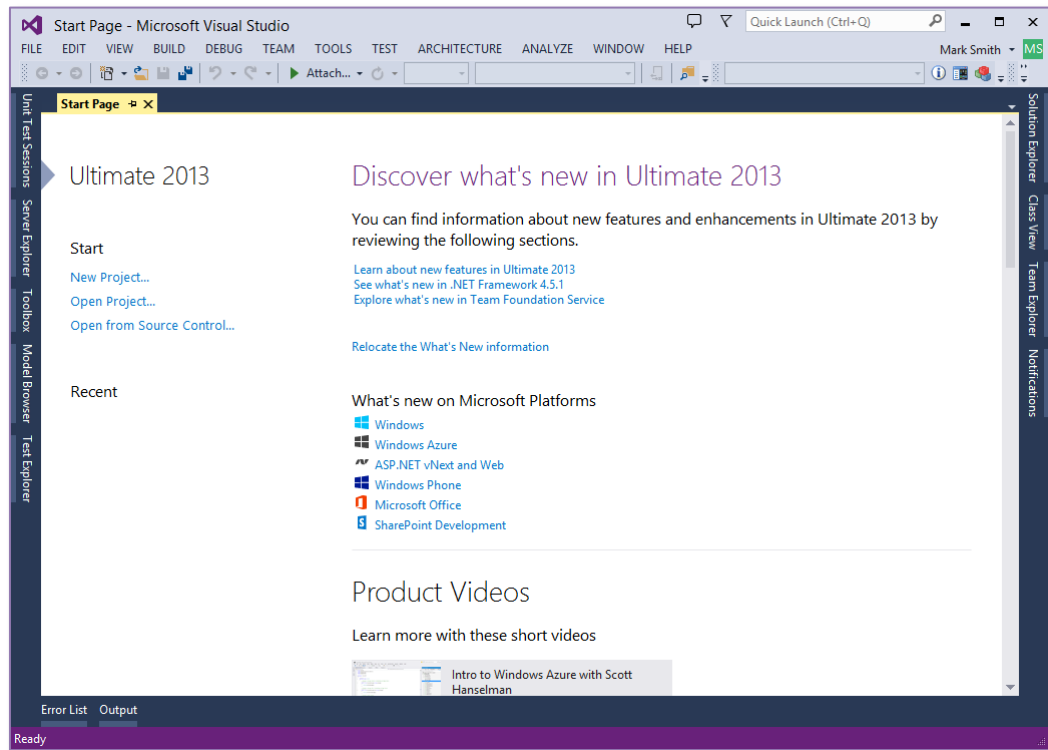 Start Page - Microsoft Visual Studio
Quick Launch (Ctrl+Q)
FILE EDIT VIEW BUILD DEBUG TEAM TOOLS TEST ARCHITECTURE ANALYZE WINDOW HELP
Mark Smith MS
Attach...
Start Page
Unit Test Sessions
Server Explorer
Toolbox
Model Browser
Test Explorer
Ultimate 2013
Start
New Project...
Open Project...
Open from Source Control...
Recent
Discover what's new in Ultimate 2013
You can find information about new features and enhancements in Ultimate 2013 by
reviewing the following sections.
Learn about new features in Ultimate 2013
See what's new in .NET Framework 4.5.1
Explore what's new in Team Foundation Service
Relocate the What's New information
What's new on Microsoft Platforms
Windows
Windows Azure
ASP.NET vNext and Web
Windows Phone
Microsoft Office
SharePoint Development
Product Videos
Learn more with these short videos
Intro to Windows Azure with Scott
Hanselman
Solution Explorer
Class View
Team Explorer
Notifications
Error List Output
Ready